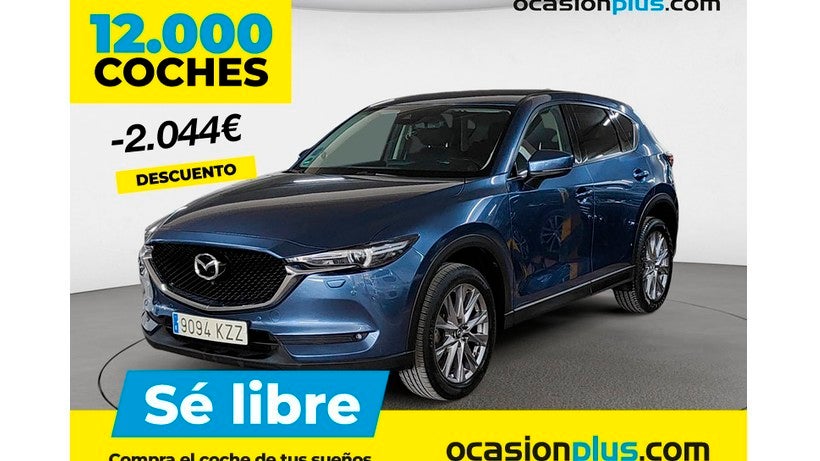 12.000
COCHES
-2.044€
DESCUENTO
ocasionplus.com
9094 KZZ
Sé libre
Compra el coche de tus sueños
ocasionplus.com